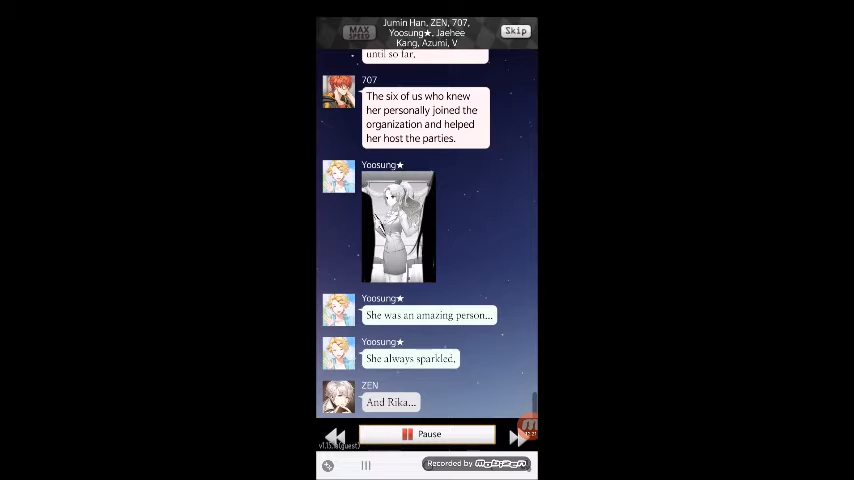 Jumin Han, ZEN, 707,
Yoosung★, Jaehee
Kang, Azumi, V
MAX
SPEED
Skip
until so far.
707
The six of us who knew
her personally joined the
organization and helped
her host the parties.
Yoosung★
Yoosung★
She was an amazing person...
Yoosung★
She always sparkled.
ZEN
And Rika...
Pause
Recorded by mobizen